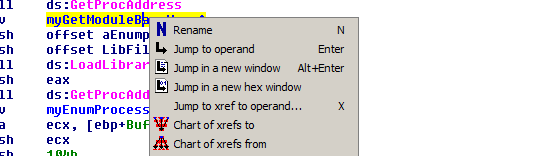 ll ds:GetProcAddress
v
sh offset aEnump
sh offset LibFil
ll ds:LoadLibrar
sh eax
ll ds:GetProcAdd
v myEnumProcess
a ecx, [ebp+Buf
sh ecx
sh 104h
Rename N
Jump to operand Enter
Jump in a new window Alt+Enter
Jump in a new hex window
Jump to xref to operand... X
Chart of xrefs to
Chart of xrefs from